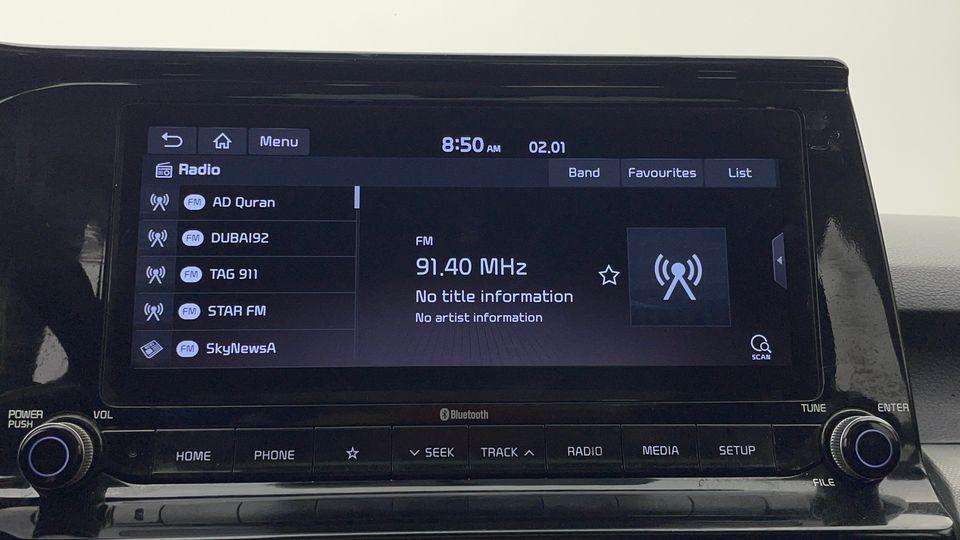 Menu
8:50 AM 02.01
Radio
Band Favourites List
FM AD Quran
FM DUBAI92
FM TAG 911
FM STAR FM
FM SkyNewsA
FM
91.40 MHz
No title information
No artist information
SCAN
Bluetooth
POWER
PUSH
VOL
TUNE
ENTER
HOME PHONE SEEK TRACK RADIO MEDIA SETUP
FILE